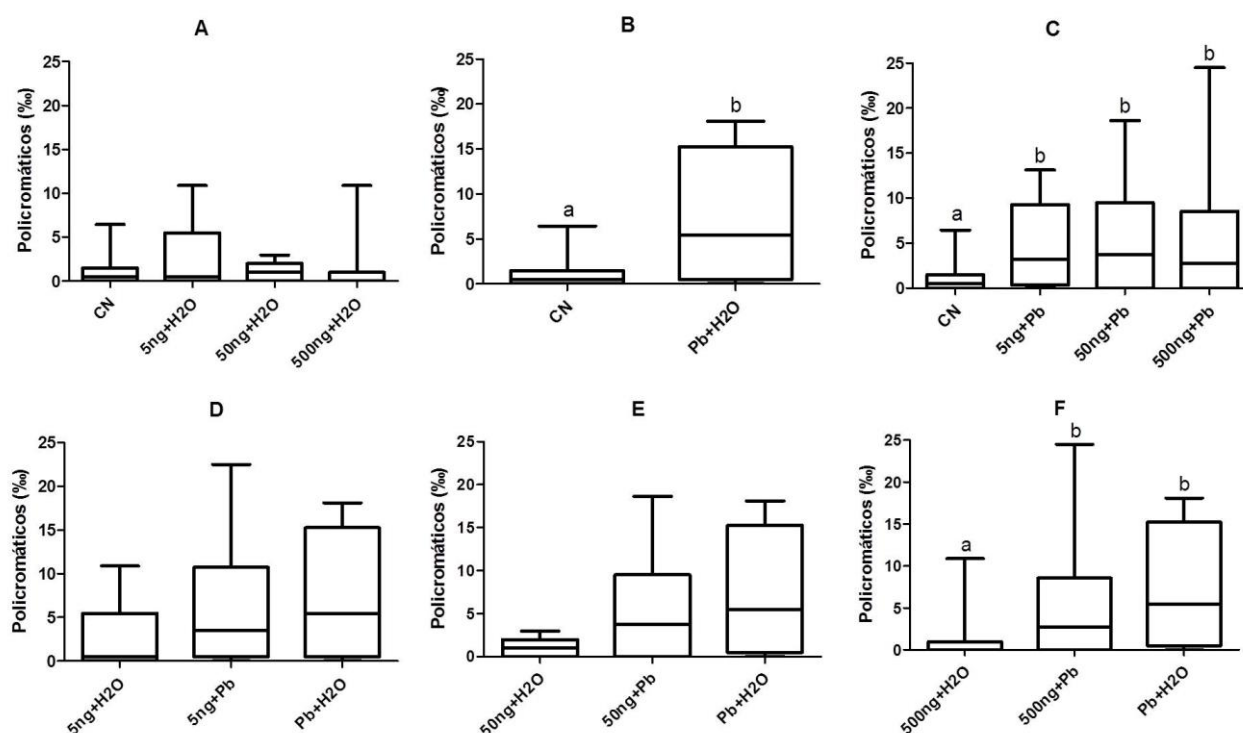 A
Policromáticos (‰)
25
20
15
10
5
0
CN
5ng+H2O
50ng+H2O
500ng+H2O
B
Policromáticos (‰)
25
20
15
10
5
0
a
b
CN
Pb+H2O
C
Policromáticos (‰)
25
20
15
10
5
0
a
b
b
b
CN
5ng+Pb
50ng+Pb
500ng+Pb
D
Policromáticos (‰)
25
20
15
10
5
0
5ng+H2O
5ng+Pb
Pb+H2O
E
Policromáticos (‰)
25
20
15
10
5
0
50ng+H2O
50ng+Pb
Pb+H2O
F
Policromáticos (‰)
25
20
15
10
5
0
a
b
b
500ng+H2O
500ng+Pb
Pb+H2O